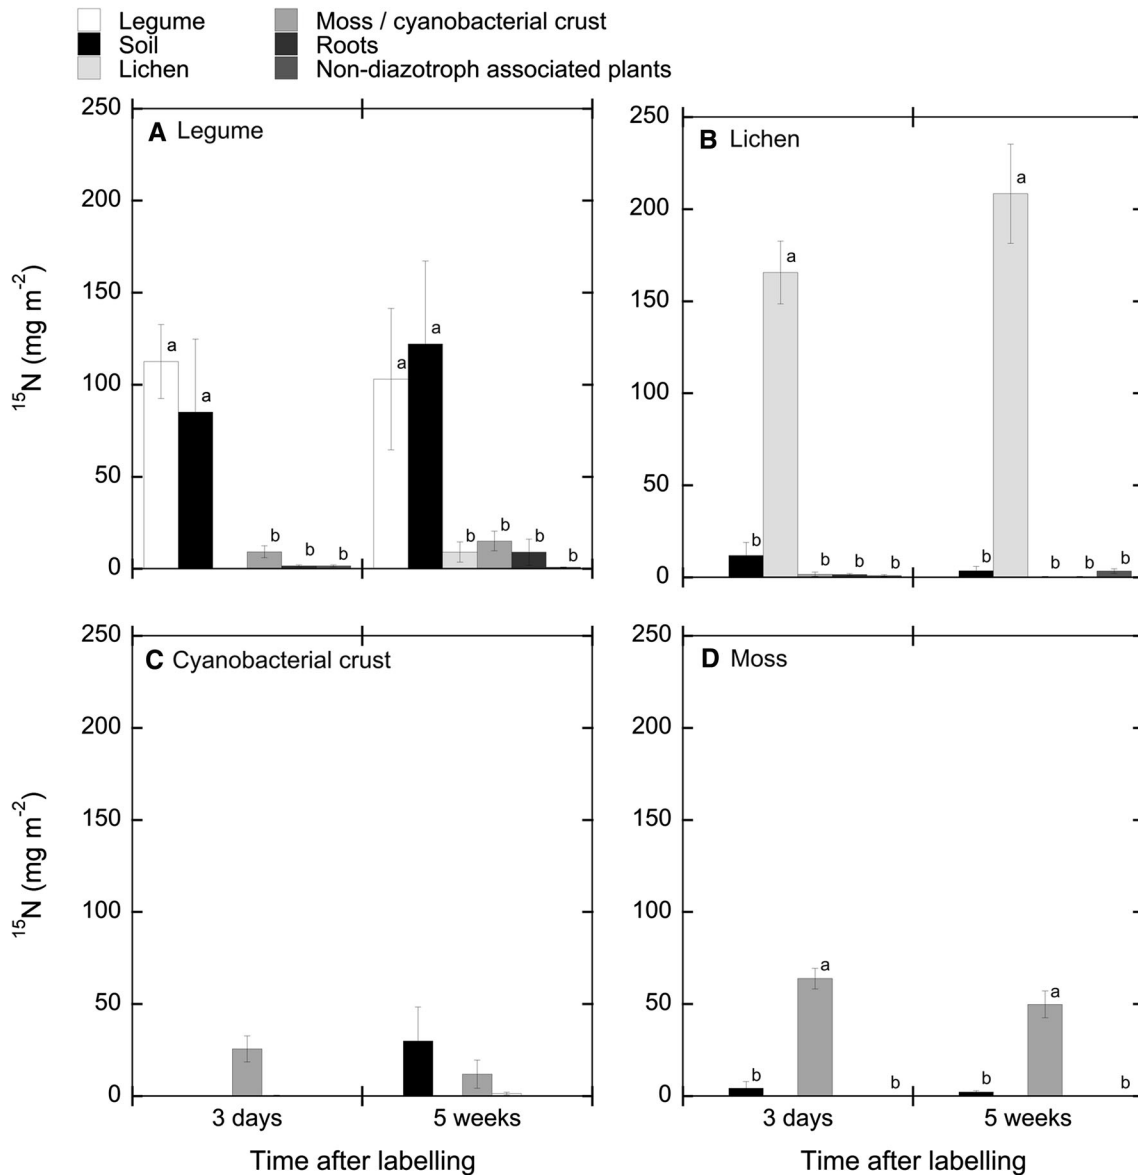 Legume
Soil
Lichen
Moss / cyanobacterial crust
Roots
Non-diazotroph associated plants
A Legume
250
200
150
100
50
0
¹⁵N (mg m⁻²)
a
a
b
b
b
a
a
b
b
b
b
B Lichen
250
200
150
100
50
0
b
a
b
b
b
b
a
b
b
b
C Cyanobacterial crust
250
200
150
100
50
0
¹⁵N (mg m⁻²)
3 days
5 weeks
Time after labelling
D Moss
250
200
150
100
50
0
b
a
b
b
a
b
3 days
5 weeks
Time after labelling